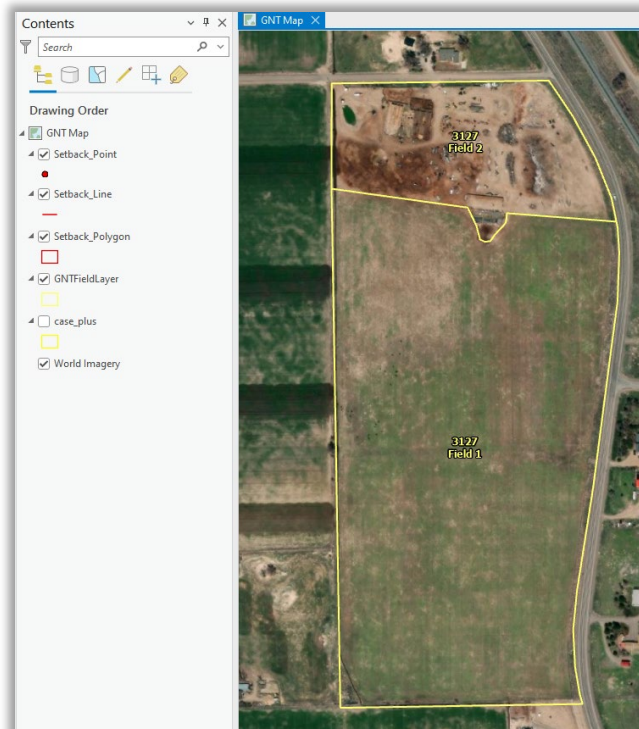 Contents
Search
Drawing Order
GNT Map
Setback_Point
Setback_Line
Setback_Polygon
GNTFieldLayer
case_plus
World Imagery
GNT Map
3127
Field 2
3127
Field 1